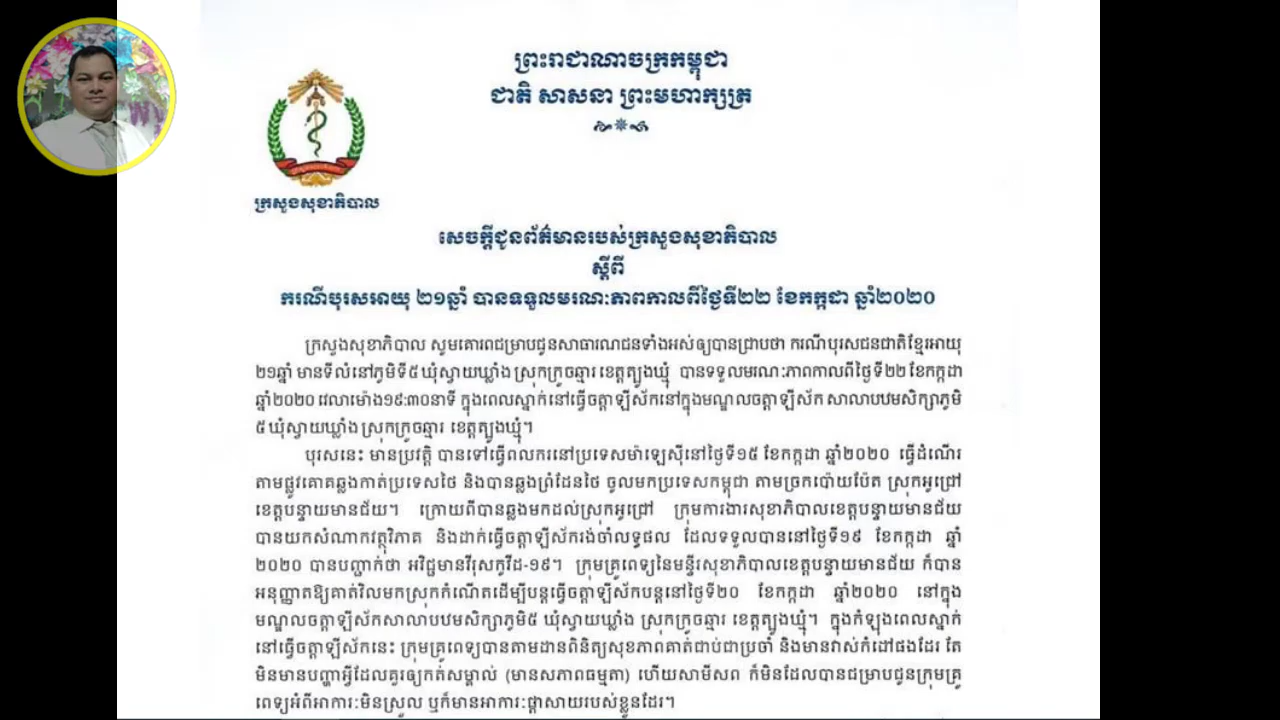 ព្រះរាជាណាចក្រកម្ពុជា
ជាតិ សាសនា ព្រះមហាក្សត្រ
ក្រសួងសុខាភិបាល
សេចក្តីជូនព័ត៌មានរបស់ក្រសួងសុខាភិបាល
ស្តីពី
ករណីបុរសអាយុ ២១ឆ្នាំ បានទទួលមរណៈភាពកាលពីថ្ងៃទី២២ ខែកក្កដា ឆ្នាំ២០២០
ក្រសួងសុខាភិបាល សូមគោរពជម្រាបជូនសាធារណជនទាំងអស់ឲ្យបានជ្រាបថា ករណីបុរសជនជាតិខ្មែរអាយុ
២១ឆ្នាំ មានទីលំនៅភូមិទី៥ ឃុំស្វាយឃ្លាំង ស្រុកក្រូចឆ្មារ ខេត្តត្បូងឃ្មុំ បានទទួលមរណៈភាពកាលពីថ្ងៃទី២២ ខែកក្កដា
ឆ្នាំ២០២០ វេលាម៉ោង១៩:៣០នាទី ក្នុងពេលស្នាក់នៅធ្វើចត្តាឡីស័កនៅក្នុងមណ្ឌលចត្តាឡីស័ក សាលាបឋមសិក្សាភូមិ
៥ ឃុំស្វាយឃ្លាំង ស្រុកក្រូចឆ្មារ ខេត្តត្បូងឃ្មុំ។
បុរសនេះ មានប្រវត្តិ បានទៅធ្វើពលករនៅប្រទេសម៉ាឡេស៊ីនៅថ្ងៃទី១៥ ខែកក្កដា ឆ្នាំ២០២០ ធ្វើដំណើរ
តាមផ្លូវគោគឆ្លងកាត់ប្រទេសថៃ និងបានឆ្លងព្រំដែនថៃ ចូលមកប្រទេសកម្ពុជា តាមច្រកប៉ោយប៉ែត ស្រុកអូជ្រៅ
ខេត្តបន្ទាយមានជ័យ។ ក្រោយពីបានឆ្លងមកដល់ស្រុកអូជ្រៅ ក្រុមការងារសុខាភិបាលខេត្តបន្ទាយមានជ័យ
បានយកសំណាកវត្ថុវិភាគ និងដាក់ធ្វើចត្តាឡីស័ករង់ចាំលទ្ធផល ដែលទទួលបាននៅថ្ងៃទី១៩ ខែកក្កដា ឆ្នាំ
២០២០ បានបញ្ជាក់ថា អវិជ្ជមានវីរុសកូវីដ-១៩។ ក្រុមគ្រូពេទ្យនៃមន្ទីរសុខាភិបាលខេត្តបន្ទាយមានជ័យ ក៏បាន
អនុញ្ញាតឱ្យគាត់វិលមកស្រុកកំណើតដើម្បីបន្តធ្វើចត្តាឡីស័កបន្តនៅថ្ងៃទី២០ ខែកក្កដា ឆ្នាំ២០២០ នៅក្នុង
មណ្ឌលចត្តាឡីស័កសាលាបឋមសិក្សាភូមិ៥ ឃុំស្វាយឃ្លាំង ស្រុកក្រូចឆ្មារ ខេត្តត្បូងឃ្មុំ។ ក្នុងកំឡុងពេលស្នាក់
នៅធ្វើចត្តាឡីស័កនេះ ក្រុមគ្រូពេទ្យបានតាមដានពិនិត្យសុខភាពគាត់ជាប់ជាប្រចាំ និងមានវាស់កំដៅផងដែរ តែ
មិនមានបញ្ហាអ្វីដែលគួរឲ្យកត់សម្គាល់ (មានសភាពធម្មតា) ហើយសាមីសព ក៏មិនដែលបានជម្រាបជូនក្រុមគ្រូ
ពេទ្យអំពីអាការៈមិនស្រួល ឬក៏មានអាការៈផ្តាសាយរបស់ខ្លួនដែរ។